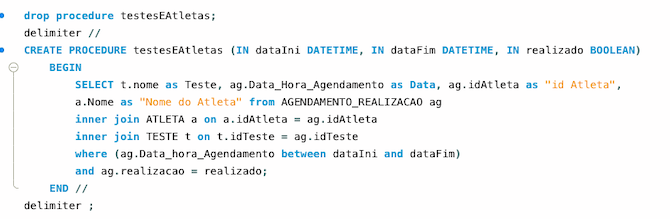 drop procedure testesEAtletas;
delimiter //
CREATE PROCEDURE testesEAtletas (IN dataIni DATETIME, IN dataFim DATETIME, IN realizado BOOLEAN)
BEGIN
SELECT t.nome as Teste, ag.Data_Hora_Agendamento as Data, ag.idAtleta as "id Atleta",
a.Nome as "Nome do Atleta" from AGENDAMENTO_REALIZACAO ag
inner join ATLETA a on a.idAtleta = ag.idAtleta
inner join TESTE t on t.idTeste = ag.idTeste
where (ag.Data_hora_Agendamento between dataIni and dataFim)
and ag.realizacao = realizado;
END //
delimiter ;